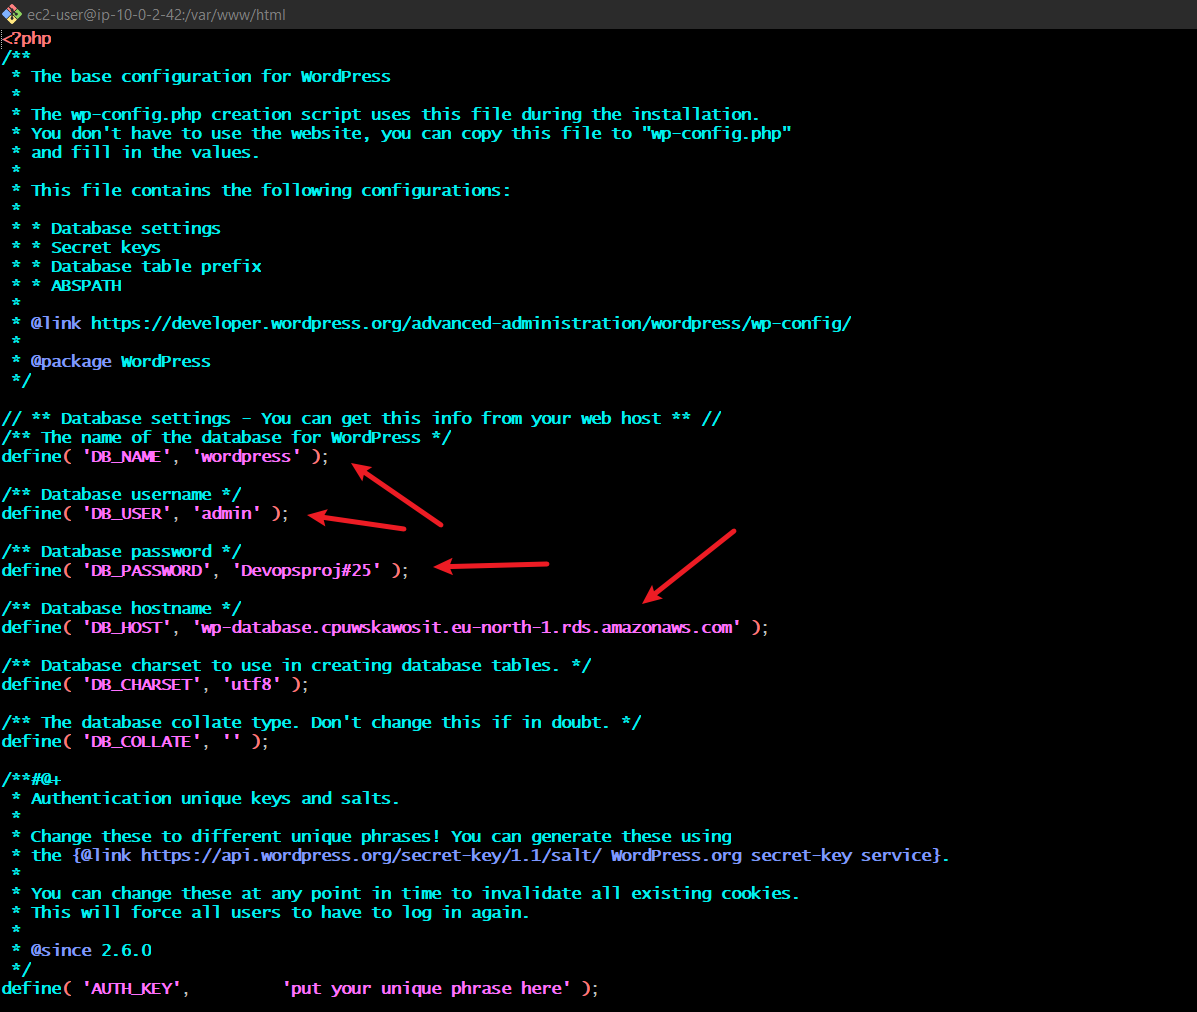 ec2-user@ip-10-0-2-42:/var/www/html
<?php
/**
 * The base configuration for WordPress
 *
 * The wp-config.php creation script uses this file during the installation.
 * You don't have to use the website, you can copy this file to "wp-config.php"
 * and fill in the values.
 *
 * This file contains the following configurations:
 *
 * * Database settings
 * * Secret keys
 * * Database table prefix
 * * ABSPATH
 *
 * @link https://developer.wordpress.org/advanced-administration/wordpress/wp-config/
 *
 * @package WordPress
 */
// ** Database settings - You can get this info from your web host ** //
/** The name of the database for WordPress */
define( 'DB_NAME', 'wordpress' );
/** Database username */
define( 'DB_USER', 'admin' );
/** Database password */
define( 'DB_PASSWORD', 'Devopsproj#25' );
/** Database hostname */
define( 'DB_HOST', 'wp-database.cpuwskawosit.eu-north-1.rds.amazonaws.com' );
/** Database charset to use in creating database tables. */
define( 'DB_CHARSET', 'utf8' );
/** The database collate type. Don't change this if in doubt. */
define( 'DB_COLLATE', '' );
/**#@+
 * Authentication unique keys and salts.
 *
 * Change these to different unique phrases! You can generate these using
 * the {@link https://api.wordpress.org/secret-key/1.1/salt/ WordPress.org secret-key service}.
 *
 * You can change these at any point in time to invalidate all existing cookies.
 * This will force all users to have to log in again.
 *
 * @since 2.6.0
 */
define( 'AUTH_KEY',         'put your unique phrase here' );